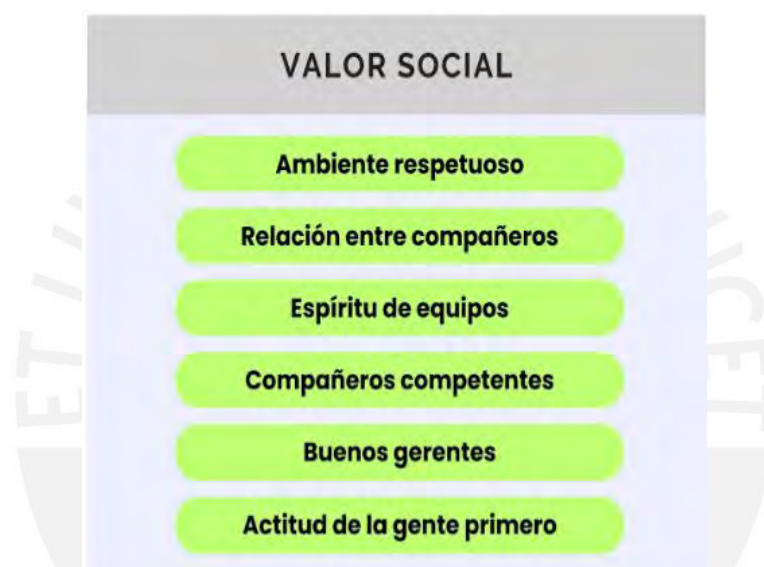 VALOR SOCIAL
Ambiente respetuoso
Relación entre compañeros
Espíritu de equipos
Compañeros competentes
Buenos gerentes
Actitud de la gente primero